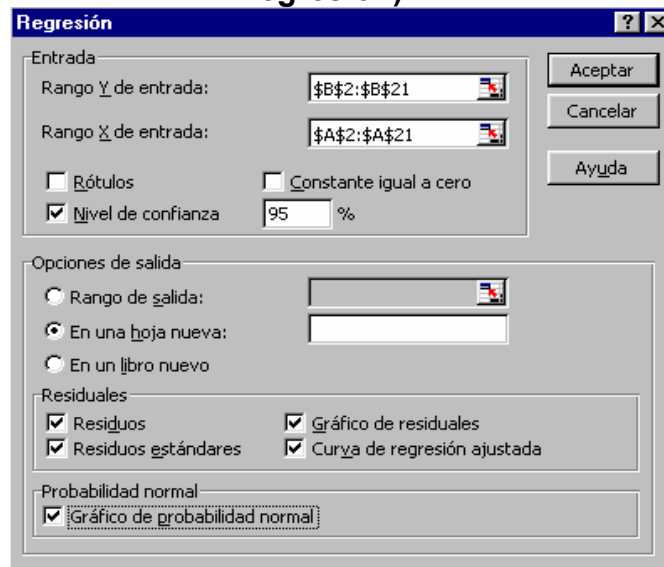 Regresión
Entrada
Rango Y de entrada: $B$2:$B$21
Rango X de entrada: $A$2:$A$21
Rótulos Constante igual a cero
Nivel de confianza 95 %
Aceptar
Cancelar
Ayuda
Opciones de salida
Rango de salida:
En una hoja nueva:
En un libro nuevo
Residuales
Residuos Gráfico de residuales
Residuos estándares Curva de regresión ajustada
Probabilidad normal
Gráfico de probabilidad normal